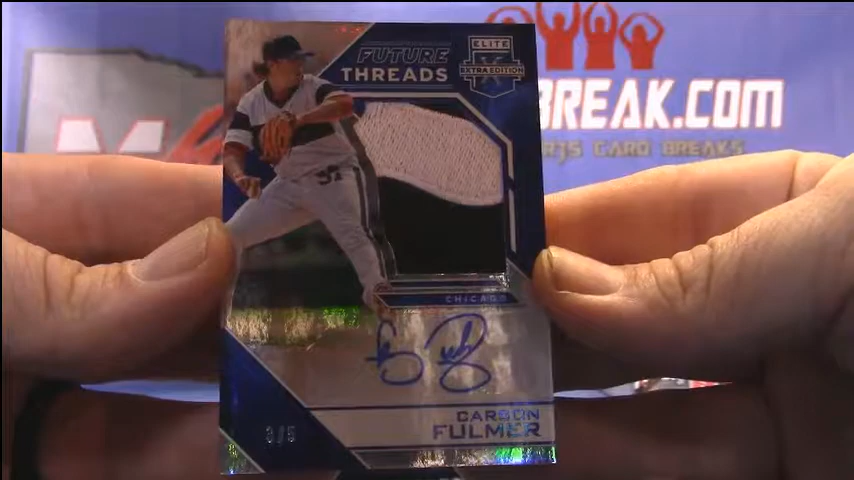 FUTURE
THREADS
ELITE
EXTRA EDITION
BREAK.COM
CARD BREAKS
CHICAGO
CARSON
FULMER
3/5